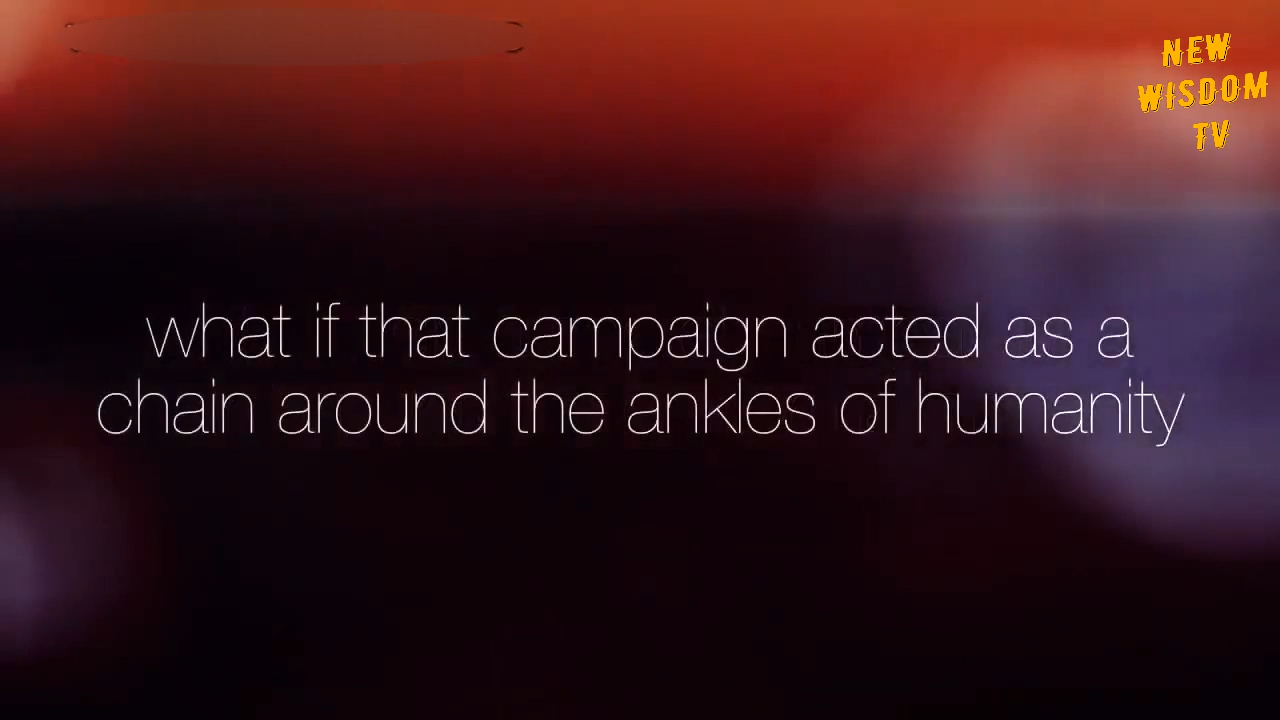 NEW
WISDOM
TV
what if that campaign acted as a
chain around the ankles of humanity